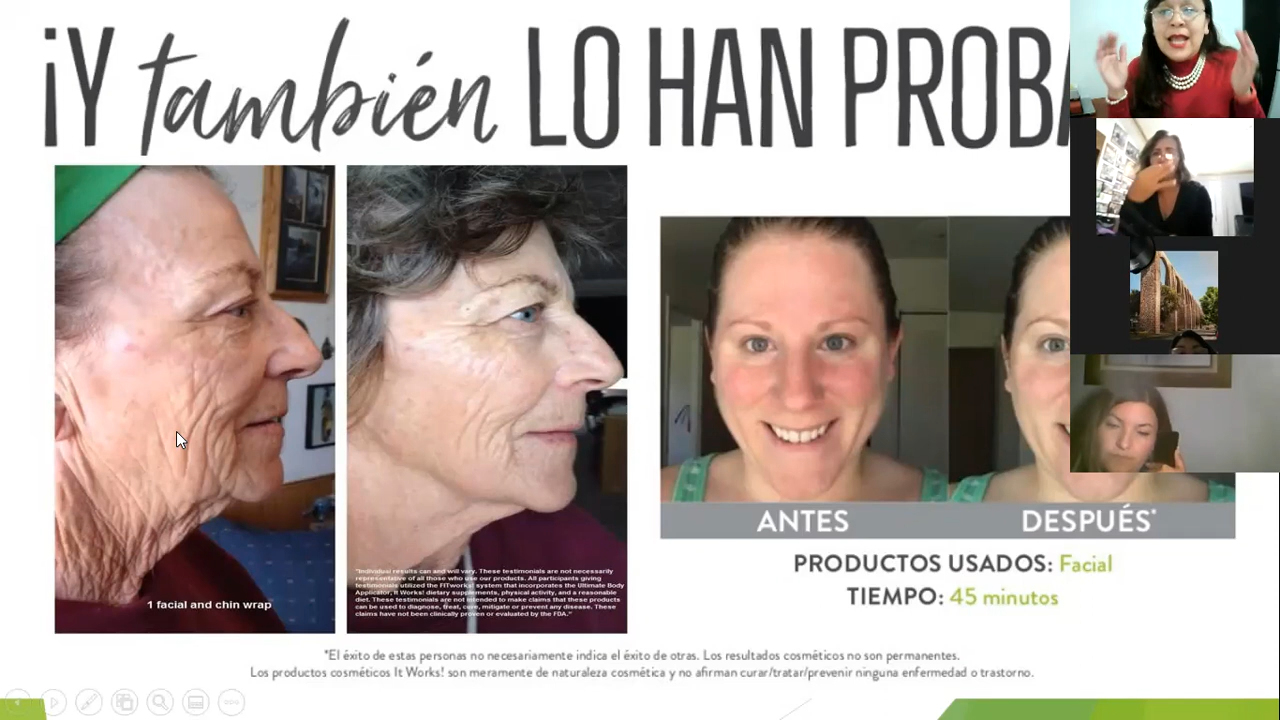 ¡Y también LO HAN PROBA
1 facial and chin wrap
"Individual results can and will vary. These testimonials are not necessarily
representative of all those who use our products. All participants giving
testimonials utilized the FITworks! system that incorporates the Ultimate Body
Applicator, It Works! dietary supplements, physical activity, and a reasonable
diet. These testimonials are not intended to make claims that these products
can be used to diagnose, treat, cure, mitigate or prevent any disease. These
claims have not been clinically proven or evaluated by the FDA."
ANTES
DESPUÉS*
PRODUCTOS USADOS: Facial
TIEMPO: 45 minutos
*El éxito de estas personas no necesariamente indica el éxito de otras. Los resultados cosméticos no son permanentes.
Los productos cosméticos It Works! son meramente de naturaleza cosmética y no afirman curar/tratar/prevenir ninguna enfermedad o trastorno.